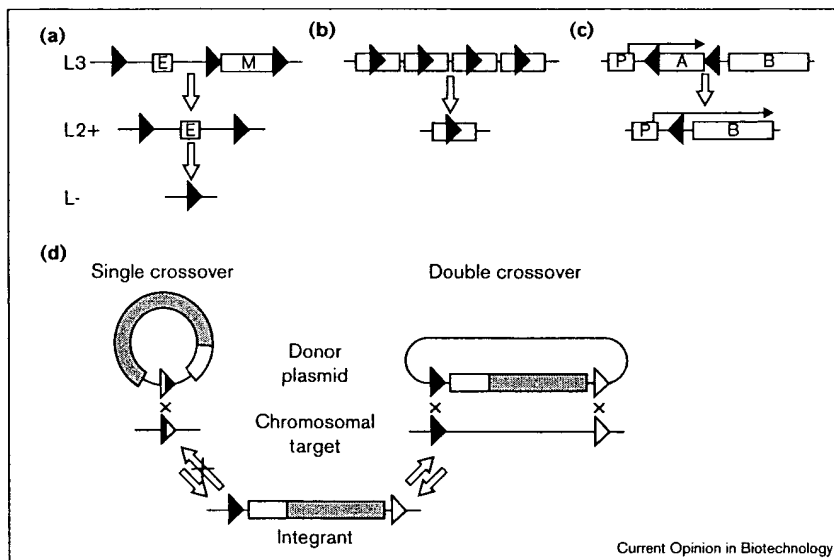 (a)
L3
E
M
L2+
E
L-
(b)
(c)
P
A
B
P
B
(d)
Single crossover
Double crossover
Donor
plasmid
Chromosomal
target
Integrant
Current Opinion in Biotechnology